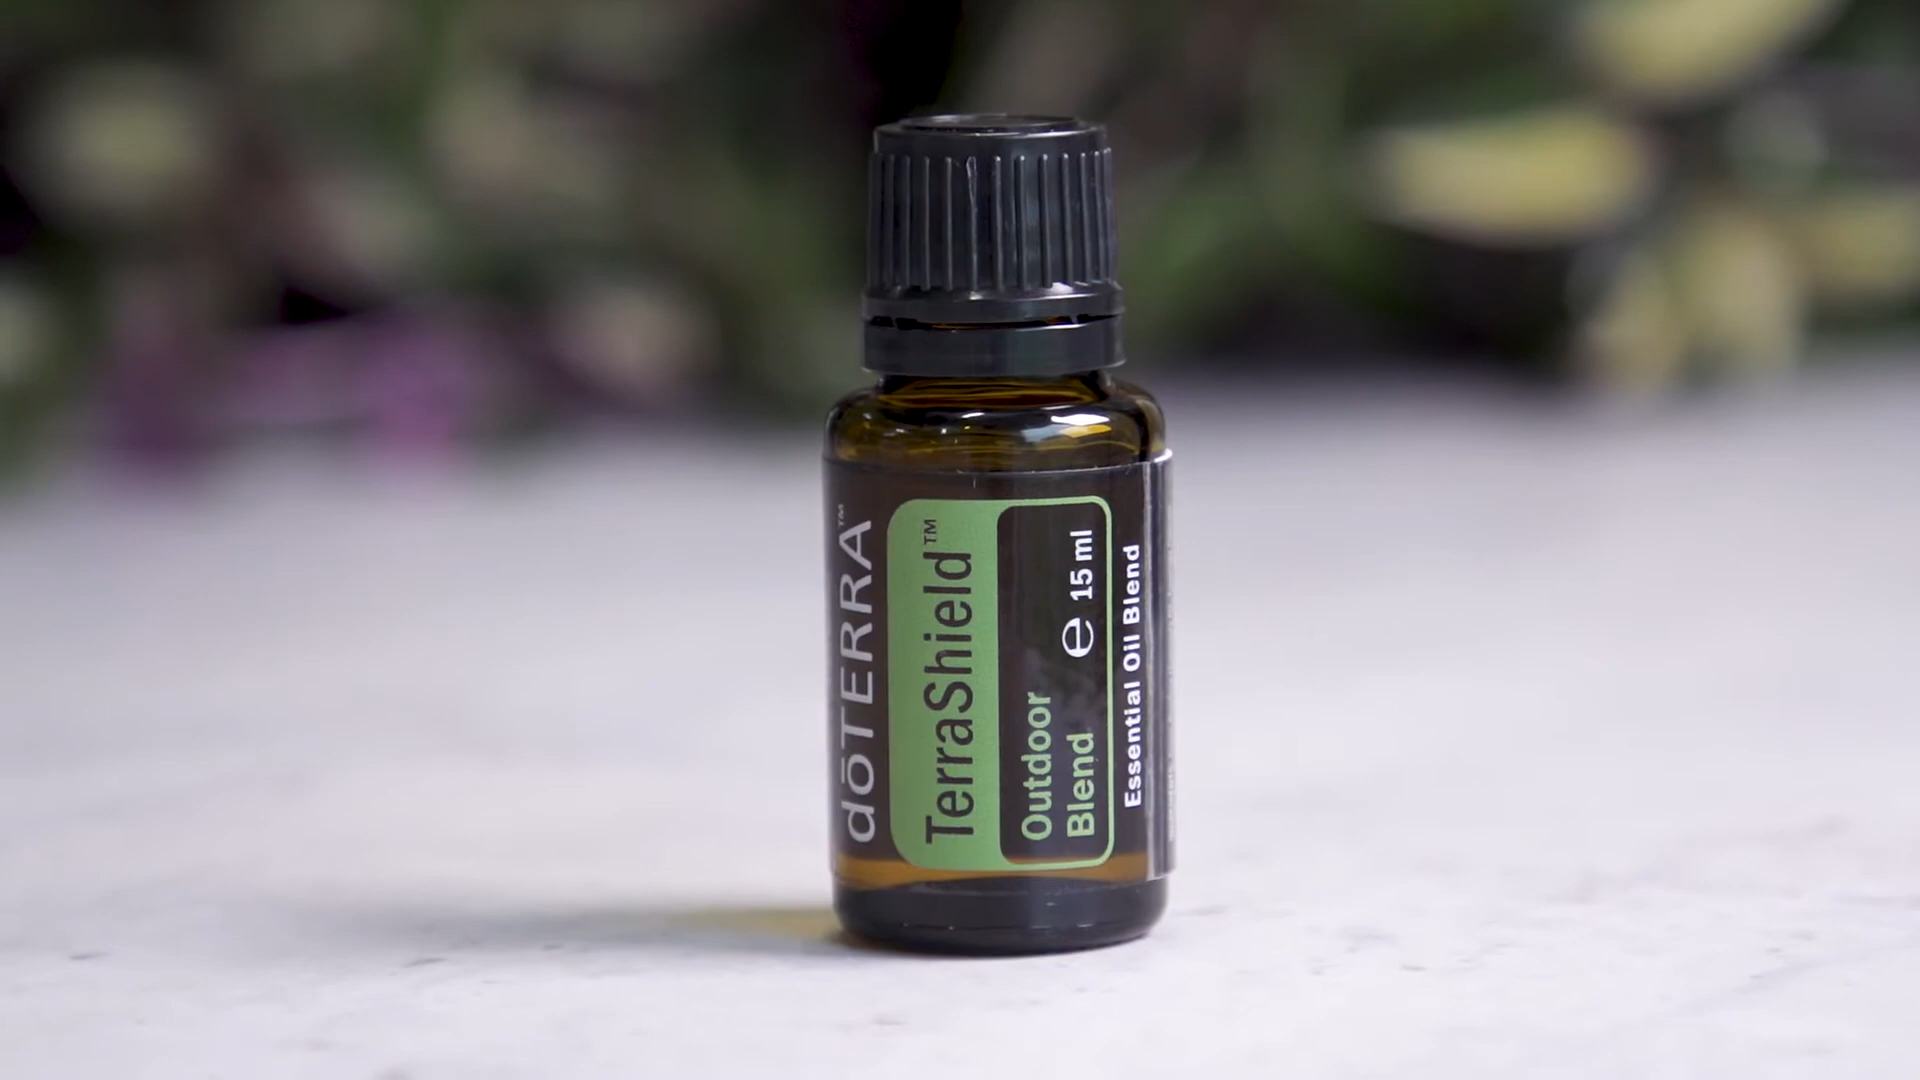 dōTERRA™
TerraShield™
Outdoor
Blend
℮ 15 ml
Essential Oil Blend